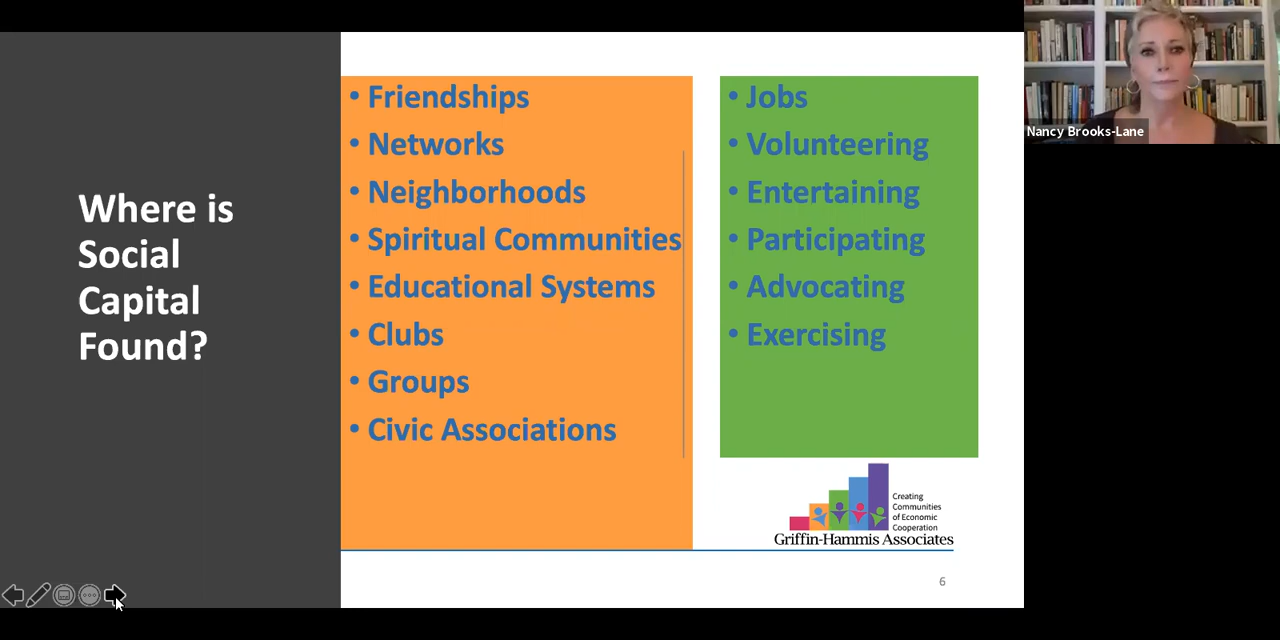 Where is
Social
Capital
Found?
• Friendships
• Networks
• Neighborhoods
• Spiritual Communities
• Educational Systems
• Clubs
• Groups
• Civic Associations
• Jobs
• Volunteering
• Entertaining
• Participating
• Advocating
• Exercising
Creating
Communities
of Economic
Cooperation
Griffin-Hammis Associates
6
Nancy Brooks-Lane